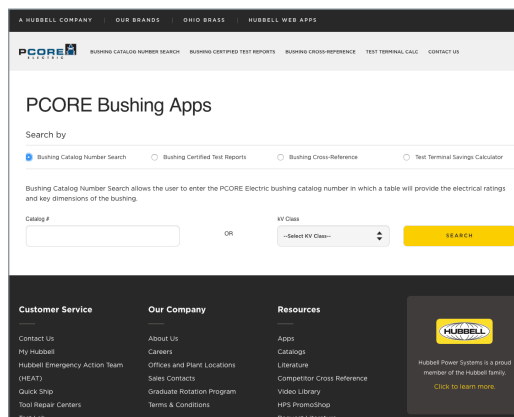 A HUBBELL COMPANY OUR BRANDS OHIO BRASS HUBBELL WEB APPS
PCORE ELECTRIC BUSHING CATALOG NUMBER SEARCH BUSHING CERTIFIED TEST REPORTS BUSHING CROSS-REFERENCE TEST TERMINAL CALC CONTACT US
PCORE Bushing Apps
Search by
Bushing Catalog Number Search Bushing Certified Test Reports Bushing Cross-Reference Test Terminal Savings Calculator
Bushing Catalog Number Search allows the user to enter the PCORE Electric bushing catalog number in which a table will provide the electrical ratings
and key dimensions of the bushing.
Catalog # kV Class
OR --Select KV Class-- SEARCH
Customer Service Our Company Resources
HUBBELL
Contact Us About Us Apps
My Hubbell Careers Catalogs
Hubbell Emergency Action Team Offices and Plant Locations Literature Hubbell Power Systems is a proud
(HEAT) Sales Contacts Competitor Cross Reference member of the Hubbell family.
Quick Ship Graduate Rotation Program Video Library Click to learn more.
Tool Repair Centers Terms & Conditions HPS PromoShop